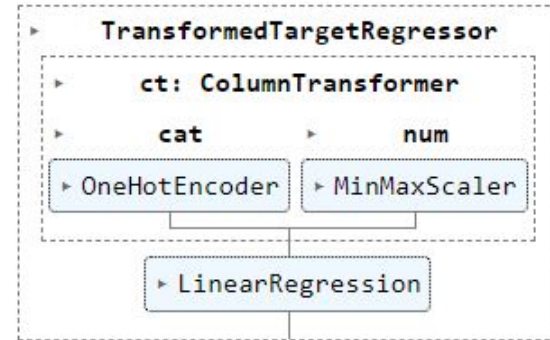 TransformedTargetRegressor
ct: ColumnTransformer
cat num
OneHotEncoder MinMaxScaler
LinearRegression